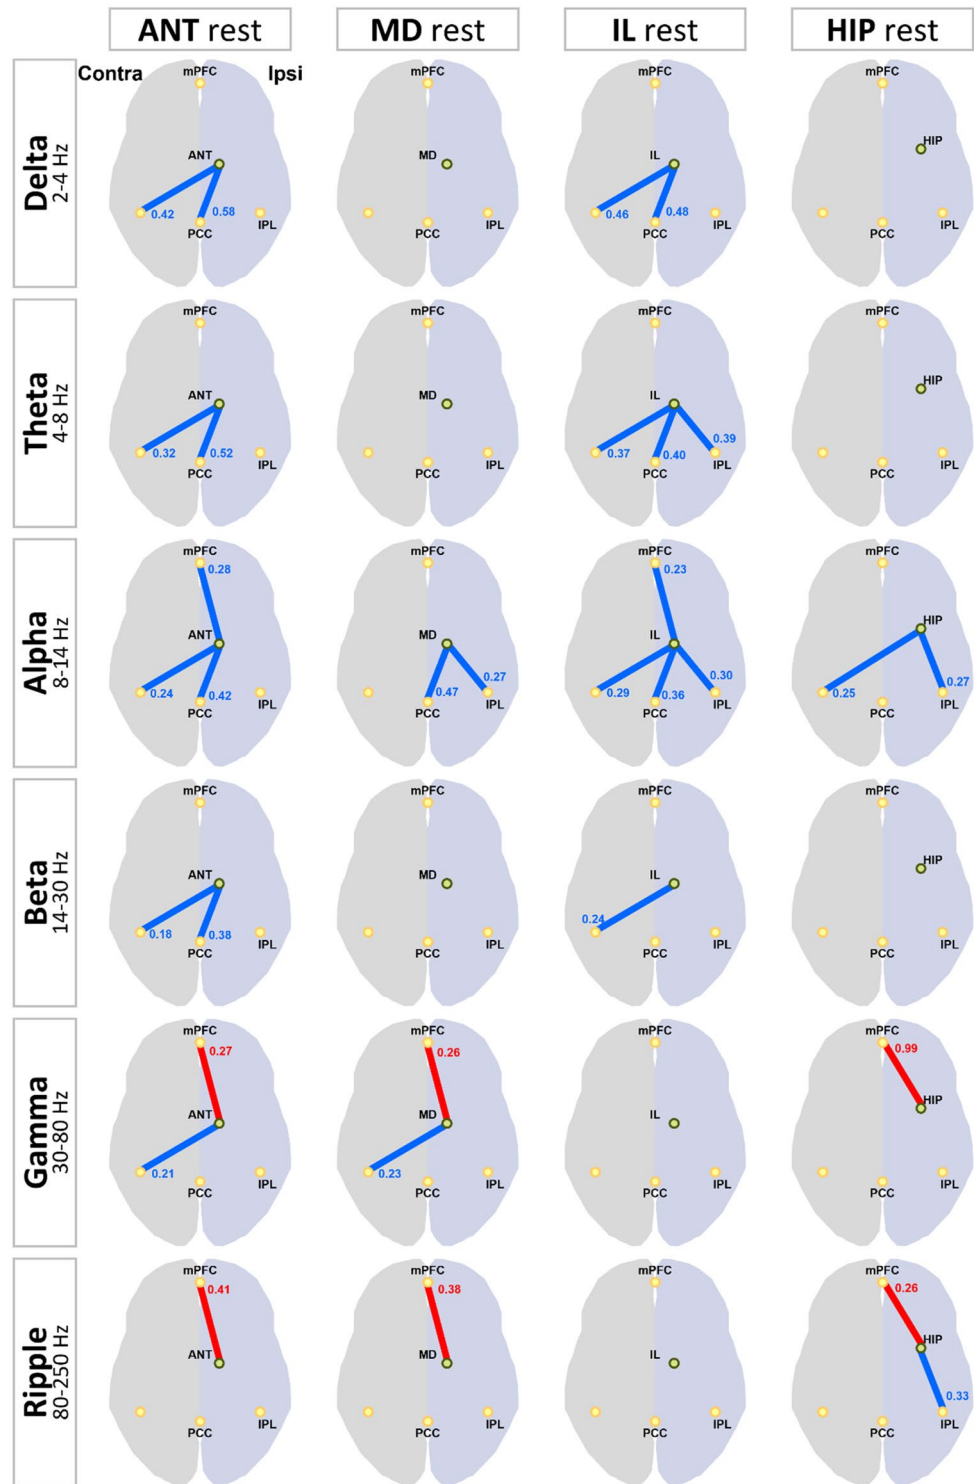 ANT rest
MD rest
IL rest
HIP rest
Delta
2-4 Hz
Contra
mPFC
Ipsi
ANT
0.42
0.58
PCC
IPL
mPFC
MD
PCC
IPL
mPFC
IL
0.46
0.48
PCC
IPL
mPFC
HIP
PCC
IPL
Theta
4-8 Hz
mPFC
ANT
0.32
0.52
PCC
IPL
mPFC
MD
PCC
IPL
mPFC
IL
0.39
0.37
0.40
PCC
IPL
mPFC
HIP
PCC
IPL
Alpha
8-14 Hz
mPFC
0.28
ANT
0.24
0.42
PCC
IPL
mPFC
MD
0.27
0.47
PCC
IPL
mPFC
0.23
IL
0.30
0.29
0.36
PCC
IPL
mPFC
HIP
0.27
0.25
PCC
IPL
Beta
14-30 Hz
mPFC
ANT
0.18
0.38
PCC
IPL
mPFC
MD
PCC
IPL
mPFC
IL
0.24
PCC
IPL
mPFC
HIP
PCC
IPL
Gamma
30-80 Hz
mPFC
0.27
ANT
0.21
PCC
IPL
mPFC
0.26
MD
0.23
PCC
IPL
mPFC
IL
PCC
IPL
mPFC
0.99
HIP
PCC
IPL
Ripple
80-250 Hz
mPFC
0.41
ANT
PCC
IPL
mPFC
0.38
MD
PCC
IPL
mPFC
IL
PCC
IPL
mPFC
0.26
HIP
0.33
PCC
IPL